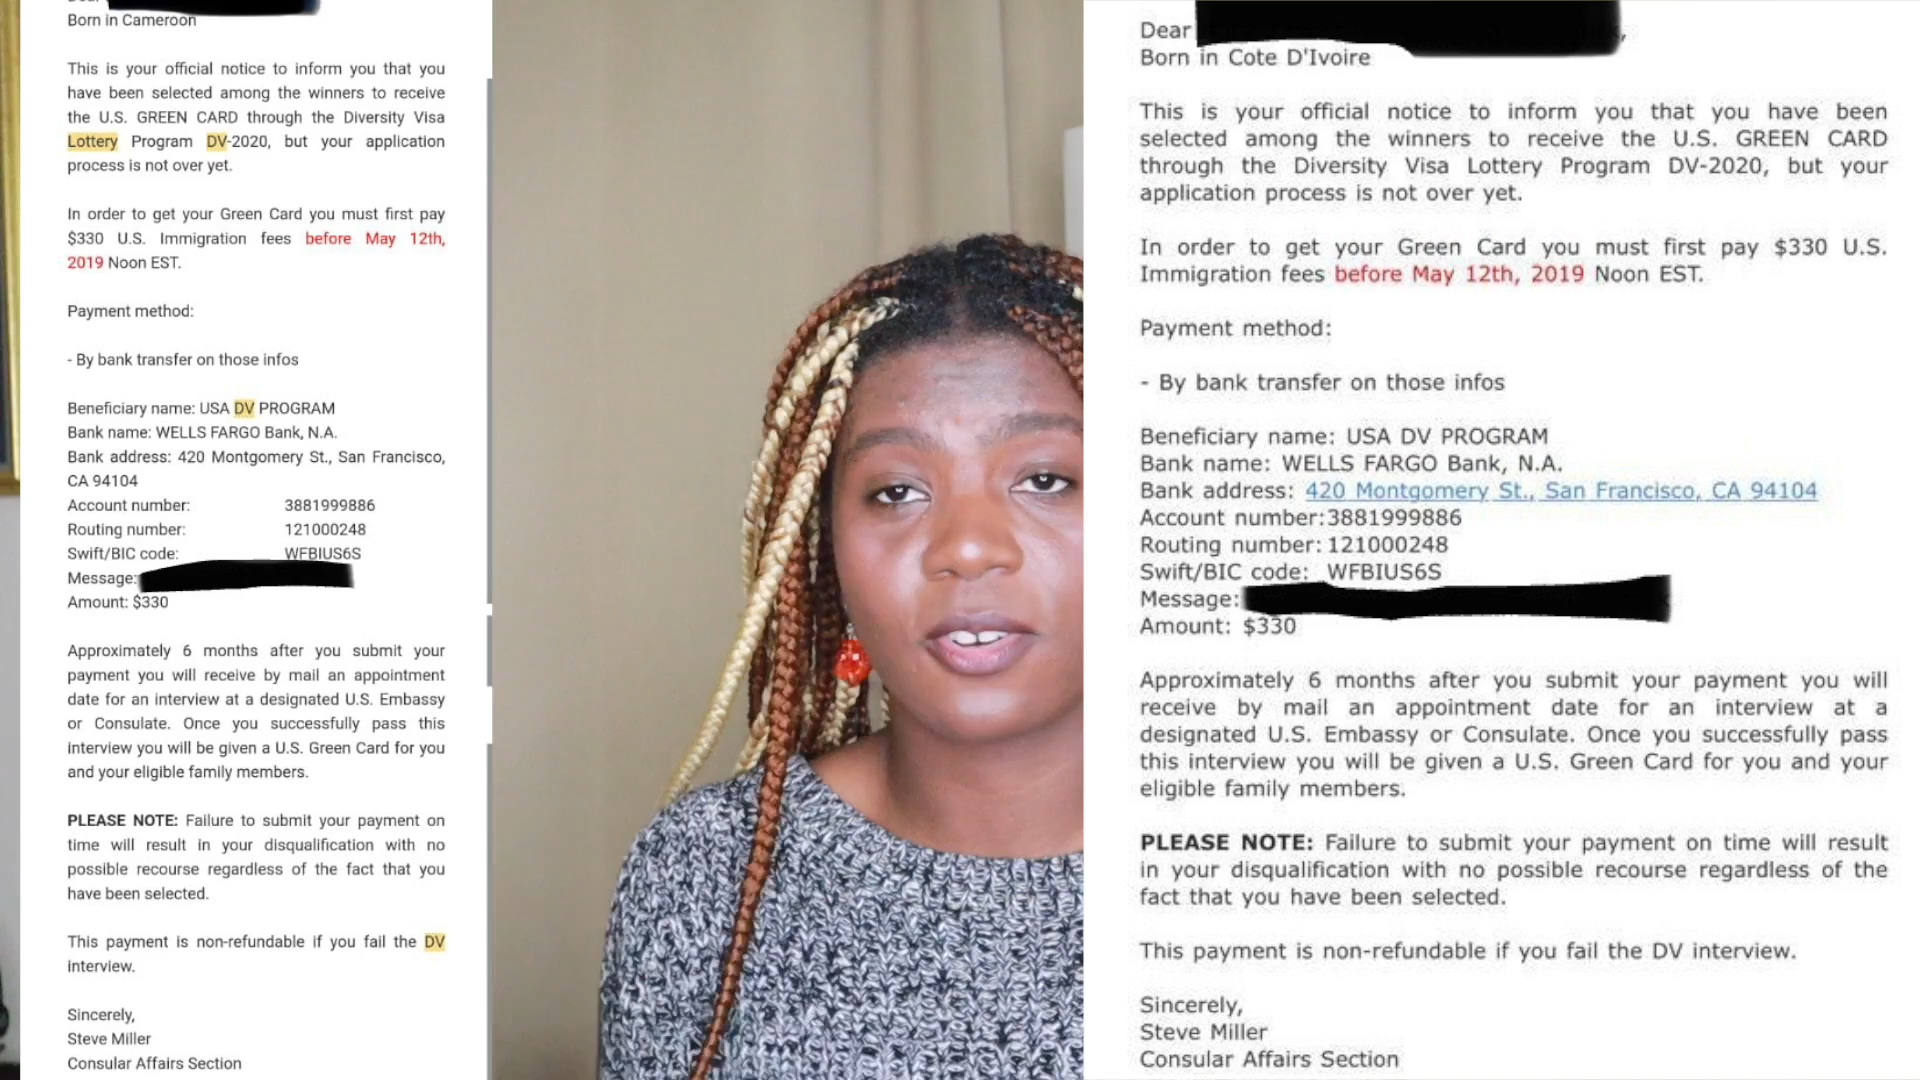 Born in Cameroon
This is your official notice to inform you that you
have been selected among the winners to receive
the U.S. GREEN CARD through the Diversity Visa
Lottery Program DV-2020, but your application
process is not over yet.
In order to get your Green Card you must first pay
$330 U.S. Immigration fees before May 12th,
2019 Noon EST.
Payment method:
- By bank transfer on those infos
Beneficiary name: USA DV PROGRAM
Bank name: WELLS FARGO Bank, N.A.
Bank address: 420 Montgomery St., San Francisco,
CA 94104
Account number: 3881999886
Routing number: 121000248
Swift/BIC code: WFBIUS6S
Message:
Amount: $330
Approximately 6 months after you submit your
payment you will receive by mail an appointment
date for an interview at a designated U.S. Embassy
or Consulate. Once you successfully pass this
interview you will be given a U.S. Green Card for you
and your eligible family members.
PLEASE NOTE: Failure to submit your payment on
time will result in your disqualification with no
possible recourse regardless of the fact that you
have been selected.
This payment is non-refundable if you fail the DV
interview.
Sincerely,
Steve Miller
Consular Affairs Section
Dear
Born in Cote D'Ivoire
This is your official notice to inform you that you have been
selected among the winners to receive the U.S. GREEN CARD
through the Diversity Visa Lottery Program DV-2020, but your
application process is not over yet.
In order to get your Green Card you must first pay $330 U.S.
Immigration fees before May 12th, 2019 Noon EST.
Payment method:
- By bank transfer on those infos
Beneficiary name: USA DV PROGRAM
Bank name: WELLS FARGO Bank, N.A.
Bank address: 420 Montgomery St., San Francisco, CA 94104
Account number:3881999886
Routing number: 121000248
Swift/BIC code: WFBIUS6S
Message:
Amount: $330
Approximately 6 months after you submit your payment you will
receive by mail an appointment date for an interview at a
designated U.S. Embassy or Consulate. Once you successfully pass
this interview you will be given a U.S. Green Card for you and your
eligible family members.
PLEASE NOTE: Failure to submit your payment on time will result
in your disqualification with no possible recourse regardless of the
fact that you have been selected.
This payment is non-refundable if you fail the DV interview.
Sincerely,
Steve Miller
Consular Affairs Section